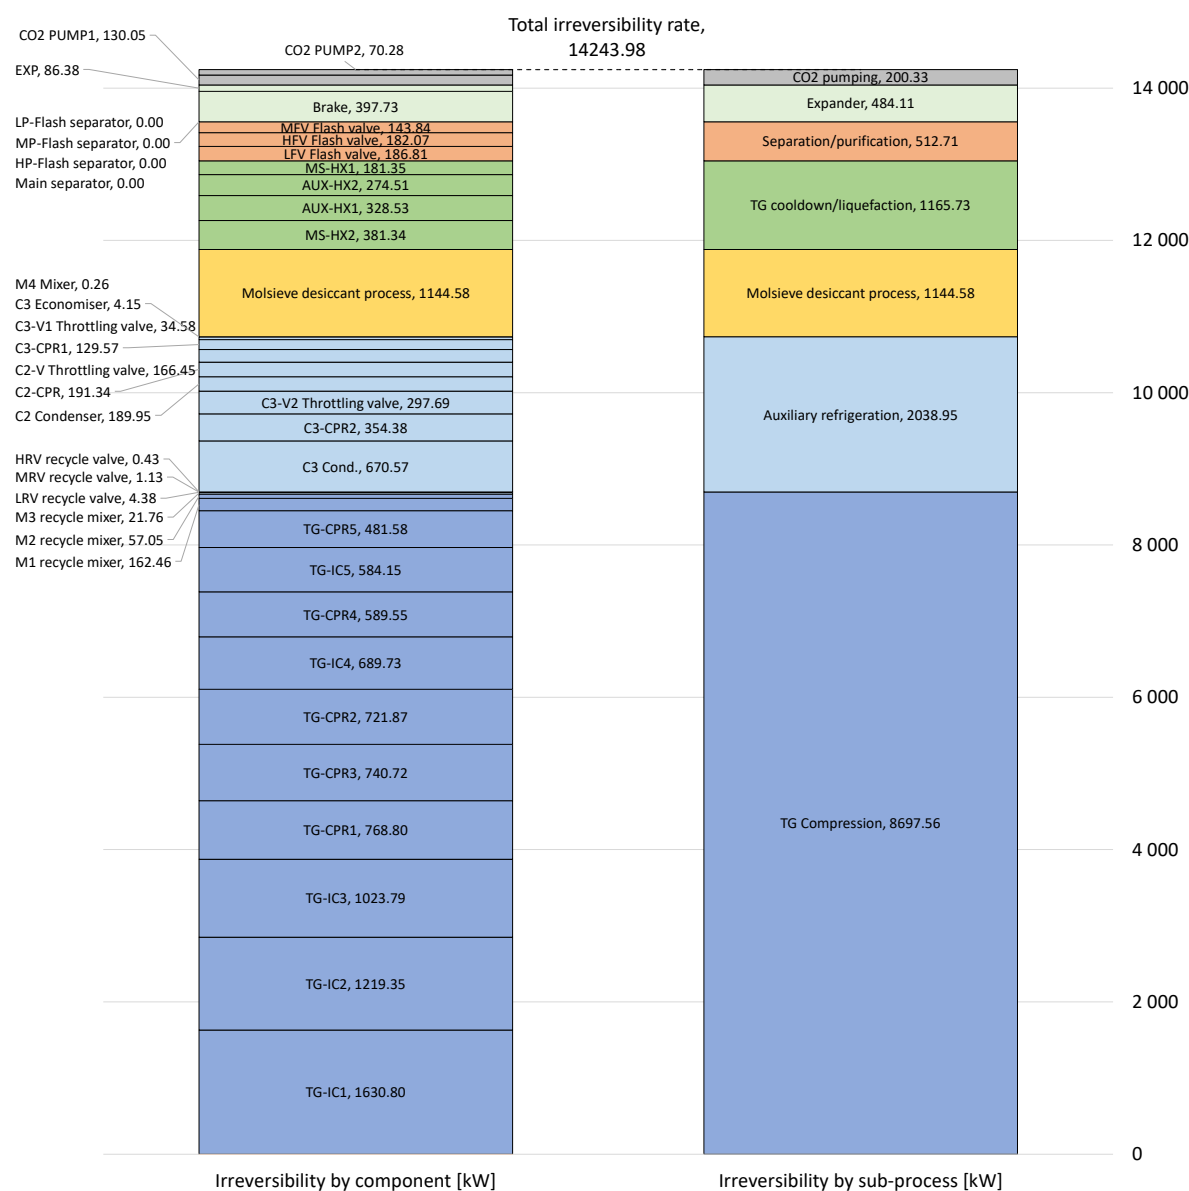 Total irreversibility rate,
14243.98
CO2 PUMP1, 130.05
CO2 PUMP2, 70.28
EXP, 86.38
LP-Flash separator, 0.00
MP-Flash separator, 0.00
HP-Flash separator, 0.00
Main separator, 0.00
M4 Mixer, 0.26
C3 Economiser, 4.15
C3-V1 Throttling valve, 34.58
C3-CPR1, 129.57
C2-V Throttling valve, 166.45
C2-CPR, 191.34
C2 Condenser, 189.95
HRV recycle valve, 0.43
MRV recycle valve, 1.13
LRV recycle valve, 4.38
M3 recycle mixer, 21.76
M2 recycle mixer, 57.05
M1 recycle mixer, 162.46
Brake, 397.73
MFV Flash valve, 143.84
HFV Flash valve, 182.07
LFV Flash valve, 186.81
MS-HX1, 181.35
AUX-HX2, 274.51
AUX-HX1, 328.53
MS-HX2, 381.34
Molsieve desiccant process, 1144.58
C3-V2 Throttling valve, 297.69
C3-CPR2, 354.38
C3 Cond., 670.57
TG-CPR5, 481.58
TG-IC5, 584.15
TG-CPR4, 589.55
TG-IC4, 689.73
TG-CPR2, 721.87
TG-CPR3, 740.72
TG-CPR1, 768.80
TG-IC3, 1023.79
TG-IC2, 1219.35
TG-IC1, 1630.80
CO2 pumping, 200.33
Expander, 484.11
Separation/purification, 512.71
TG cooldown/liquefaction, 1165.73
Molsieve desiccant process, 1144.58
Auxiliary refrigeration, 2038.95
TG Compression, 8697.56
14 000
12 000
10 000
8 000
6 000
4 000
2 000
0
Irreversibility by component [kW]
Irreversibility by sub-process [kW]